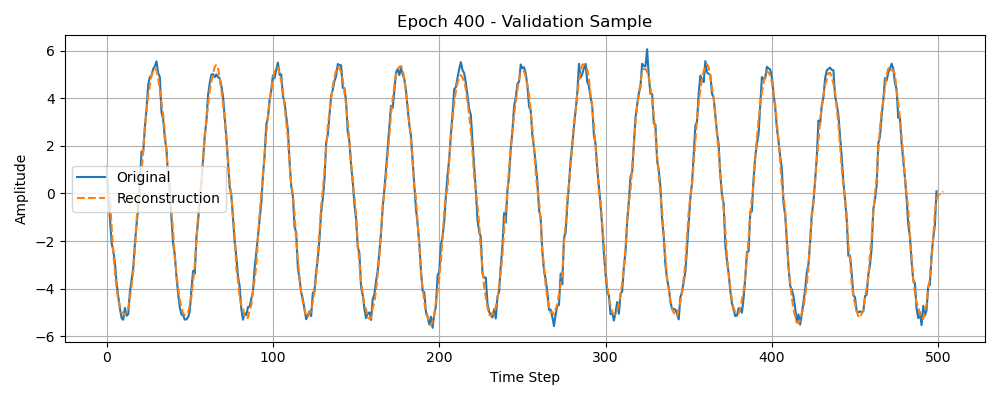 Epoch 400 - Validation Sample
Amplitude
6
4
2
0
−2
−4
−6
Original
Reconstruction
0 100 200 300 400 500
Time Step